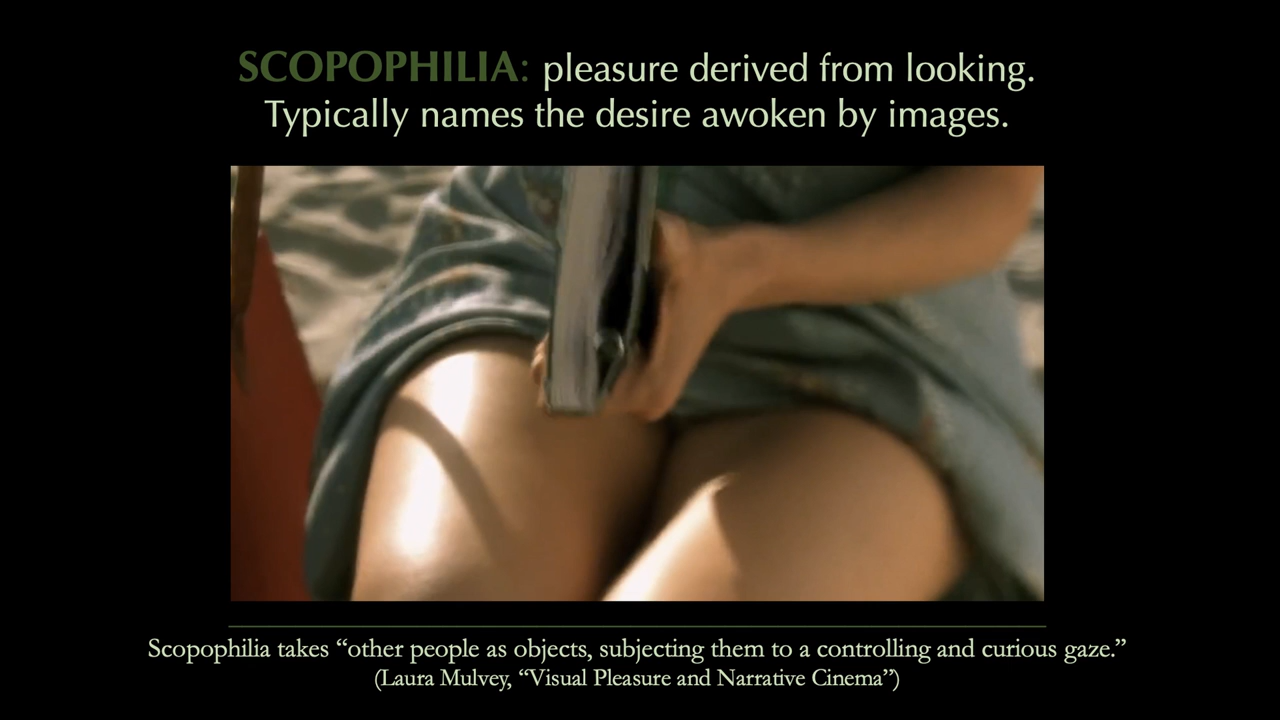 SCOPOPHILIA: pleasure derived from looking.
Typically names the desire awoken by images.
Scopophilia takes “other people as objects, subjecting them to a controlling and curious gaze.”
(Laura Mulvey, “Visual Pleasure and Narrative Cinema”)